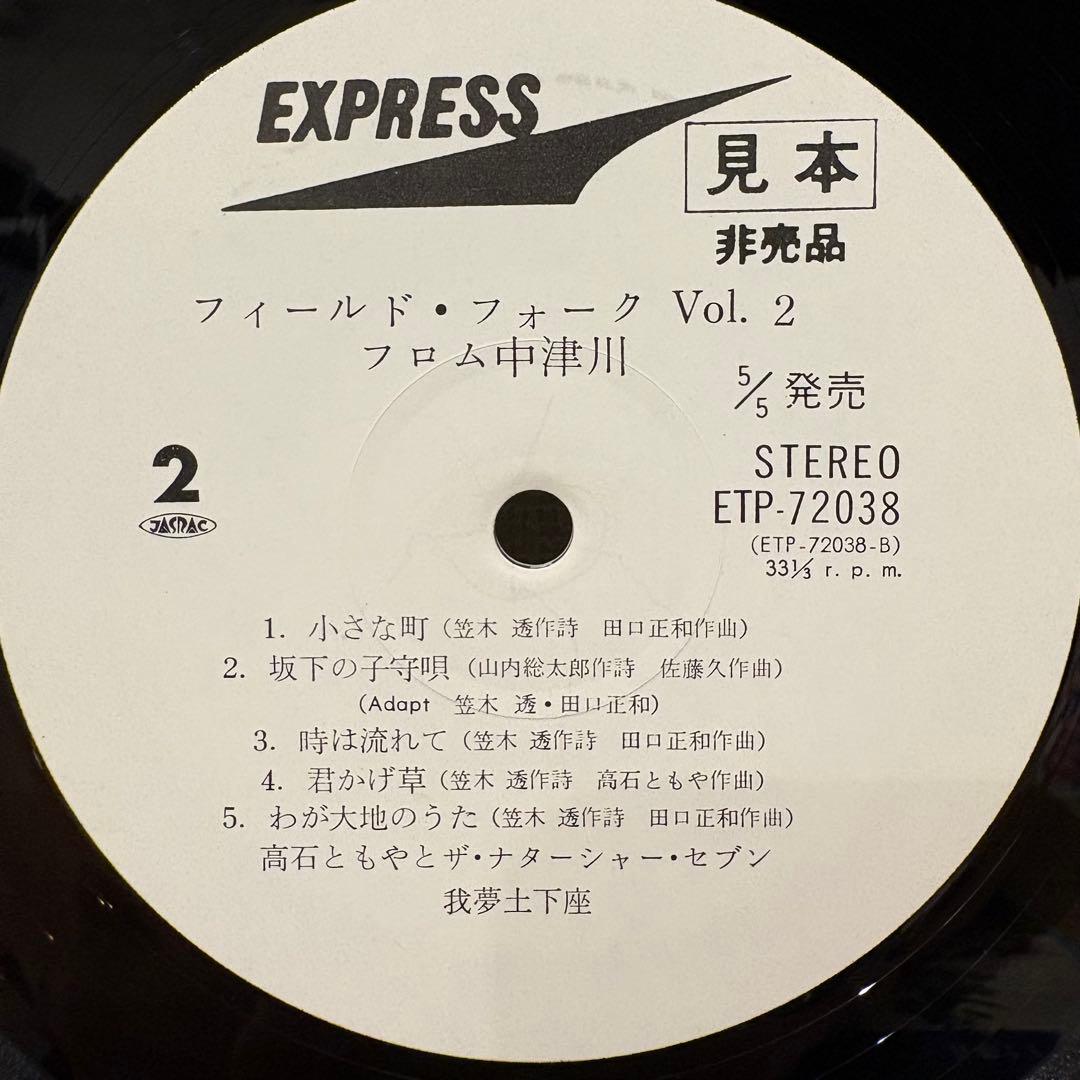 EXPRESS
見本
非売品
フィールド・フォーク Vol. 2
フロム中津川
5/5 発売
2
JASRAC
STEREO
ETP-72038
(ETP-72038-B)
33⅓ r. p. m.
1. 小さな町 (笠木 透作詩 田口正和作曲)
2. 坂下の子守唄 (山内総太郎作詩 佐藤久作曲)
(Adapt 笠木 透・田口正和)
3. 時は流れて (笠木 透作詩 田口正和作曲)
4. 君かげ草 (笠木 透作詩 高石ともや作曲)
5. わが大地のうた (笠木 透作詩 田口正和作曲)
高石ともやとザ・ナターシャー・セブン
我夢土下座